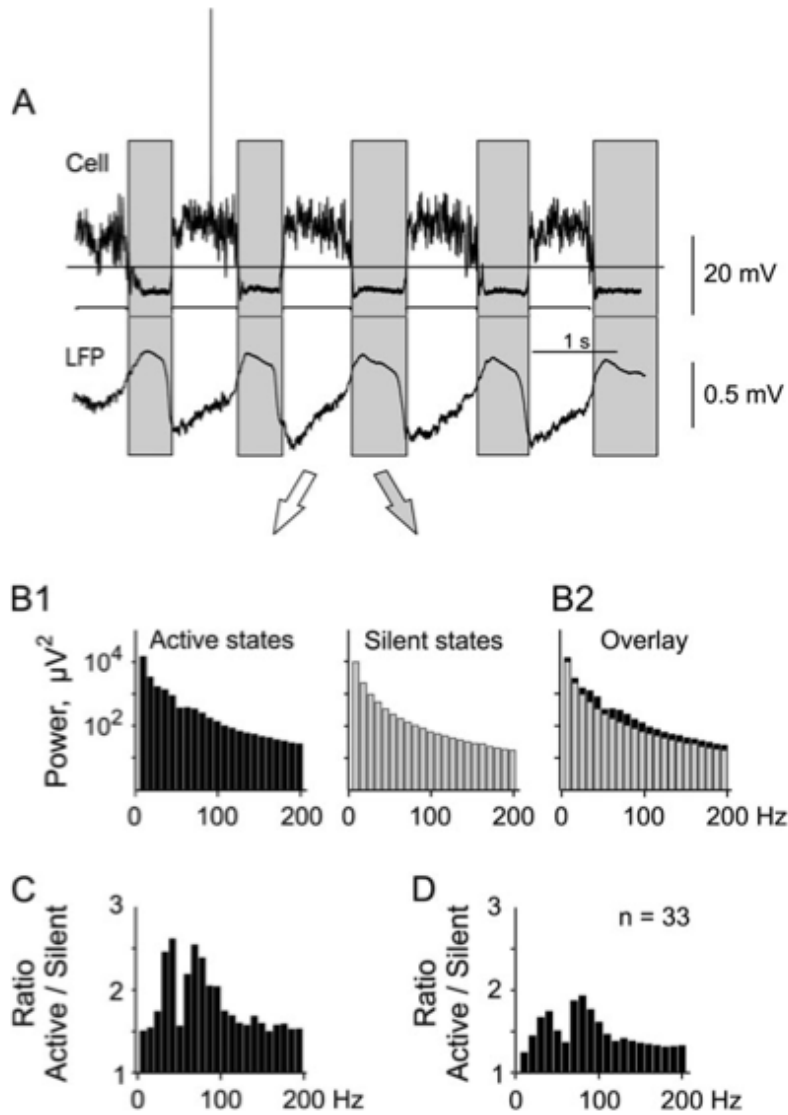 A
Cell
20 mV
1 s
LFP
0.5 mV
B1
B2
Active states
Silent states
Overlay
Power, µV²
10⁴
10²
0 100 200
0 100 200
0 100 200 Hz
C
D
Ratio
Active / Silent
3
2
1
0 100 200 Hz
n = 33
Ratio
Active / Silent
3
2
1
0 100 200 Hz